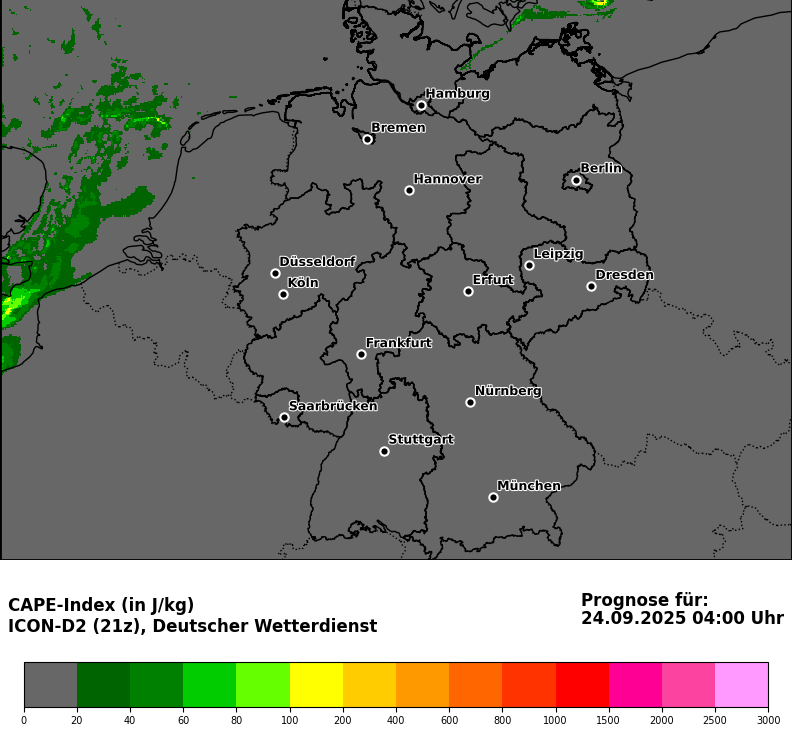 Hamburg
Bremen
Berlin
Hannover
Düsseldorf
Leipzig
Köln
Erfurt
Dresden
Frankfurt
Nürnberg
Saarbrücken
Stuttgart
München
CAPE-Index (in J/kg)
ICON-D2 (21z), Deutscher Wetterdienst
Prognose für:
24.09.2025 04:00 Uhr
0 20 40 60 80 100 200 400 600 800 1000 1500 2000 2500 3000